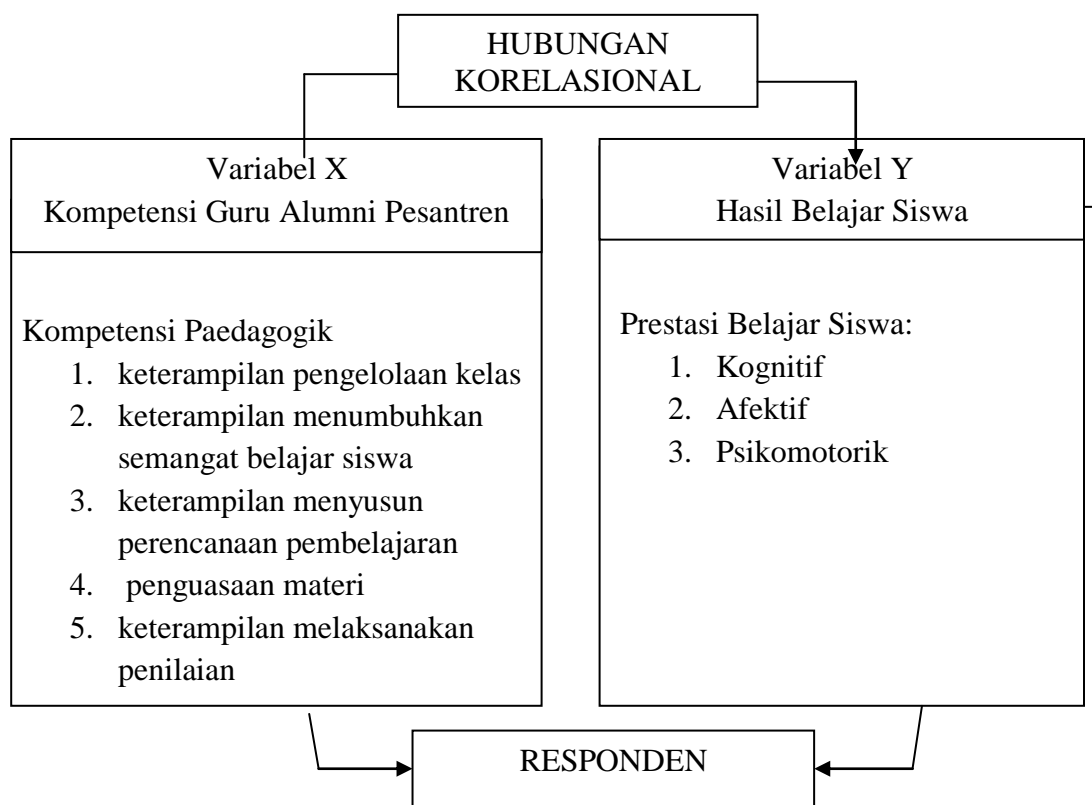 HUBUNGAN
KORELASIONAL
Variabel X
Kompetensi Guru Alumni Pesantren
Kompetensi Paedagogik
1. keterampilan pengelolaan kelas
2. keterampilan menumbuhkan
semangat belajar siswa
3. keterampilan menyusun
perencanaan pembelajaran
4. penguasaan materi
5. keterampilan melaksanakan
penilaian
Variabel Y
Hasil Belajar Siswa
Prestasi Belajar Siswa:
1. Kognitif
2. Afektif
3. Psikomotorik
RESPONDEN